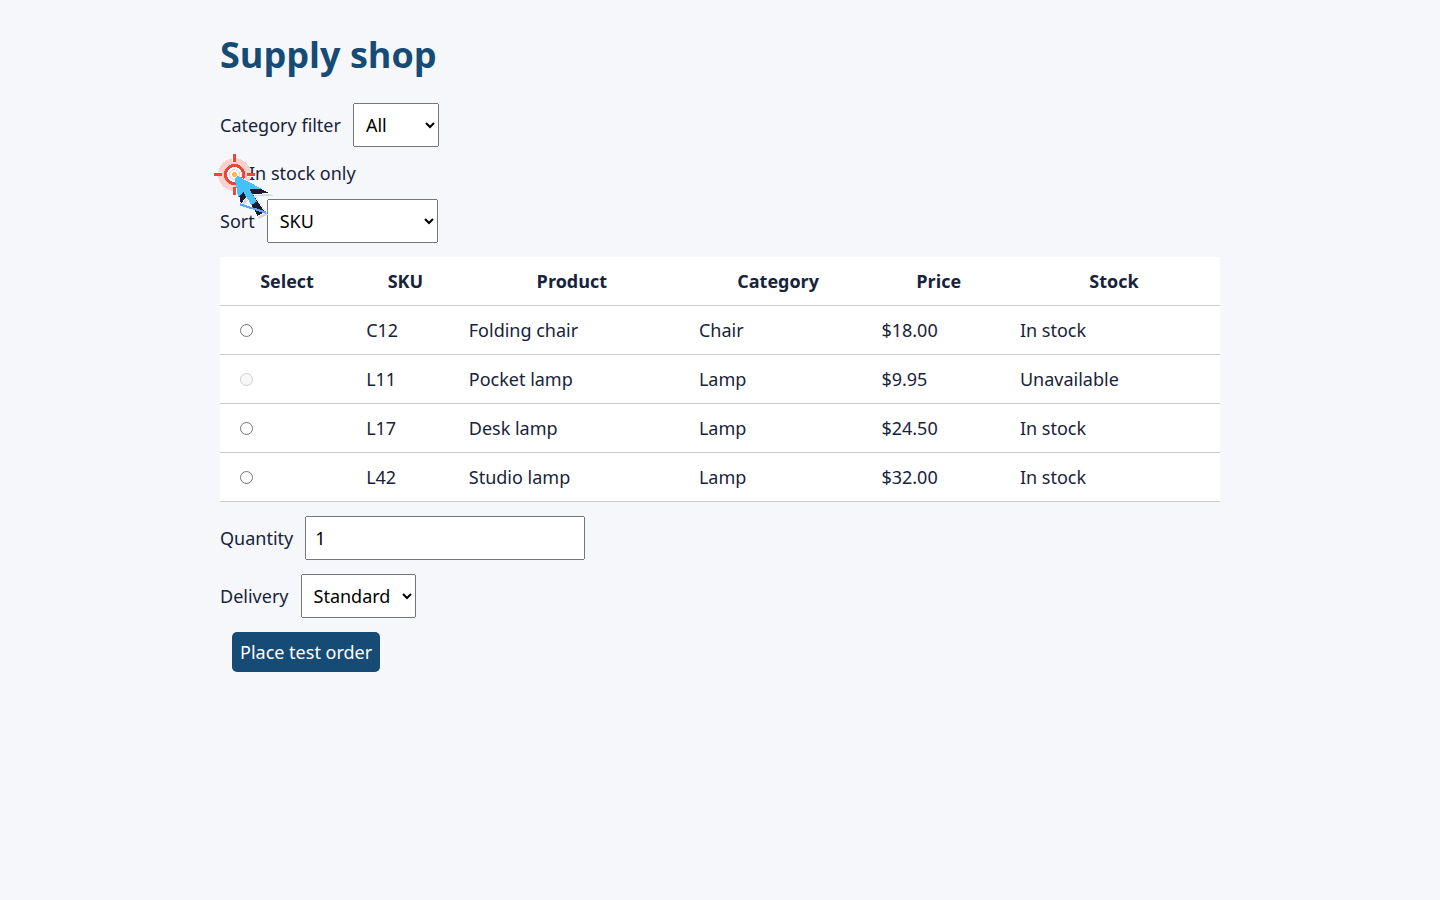 Supply shop
Category filter All
In stock only
Sort SKU
Select SKU Product Category Price Stock
C12 Folding chair Chair $18.00 In stock
L11 Pocket lamp Lamp $9.95 Unavailable
L17 Desk lamp Lamp $24.50 In stock
L42 Studio lamp Lamp $32.00 In stock
Quantity 1
Delivery Standard
Place test order